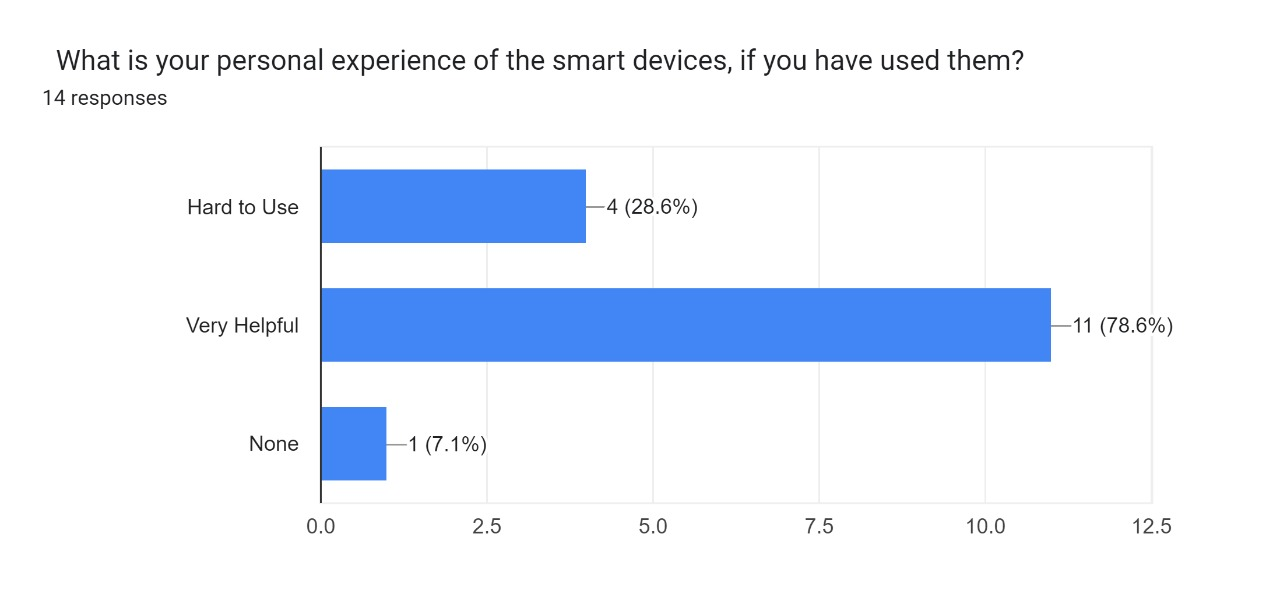 What is your personal experience of the smart devices, if you have used them?
14 responses
Hard to Use
4 (28.6%)
Very Helpful
11 (78.6%)
None
1 (7.1%)
0.0 2.5 5.0 7.5 10.0 12.5